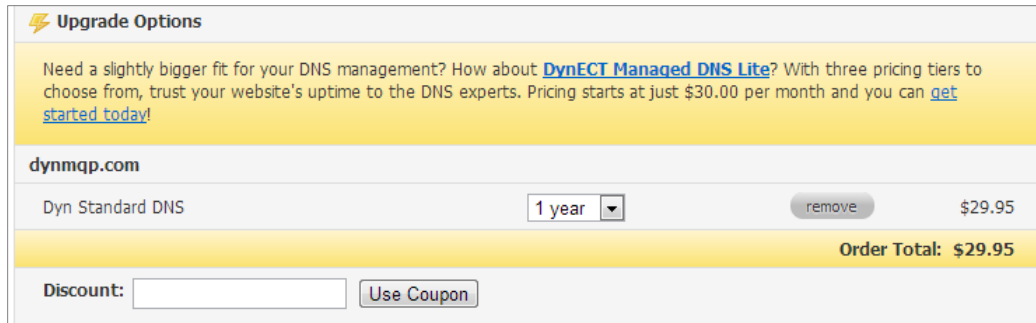 Upgrade Options
Need a slightly bigger fit for your DNS management? How about DynECT Managed DNS Lite? With three pricing tiers to
choose from, trust your website's uptime to the DNS experts. Pricing starts at just $30.00 per month and you can get
started today!
dynmqp.com
Dyn Standard DNS 1 year remove $29.95
Order Total: $29.95
Discount: Use Coupon